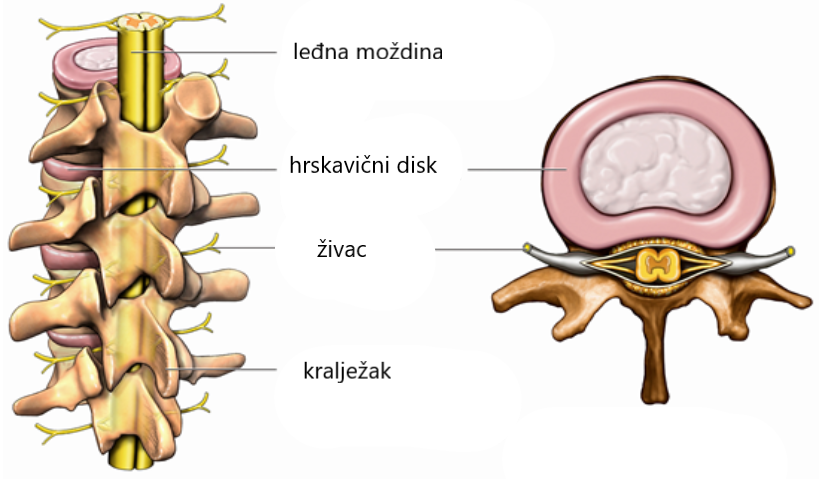 leđna moždina
hrskavični disk
živac
kralježak